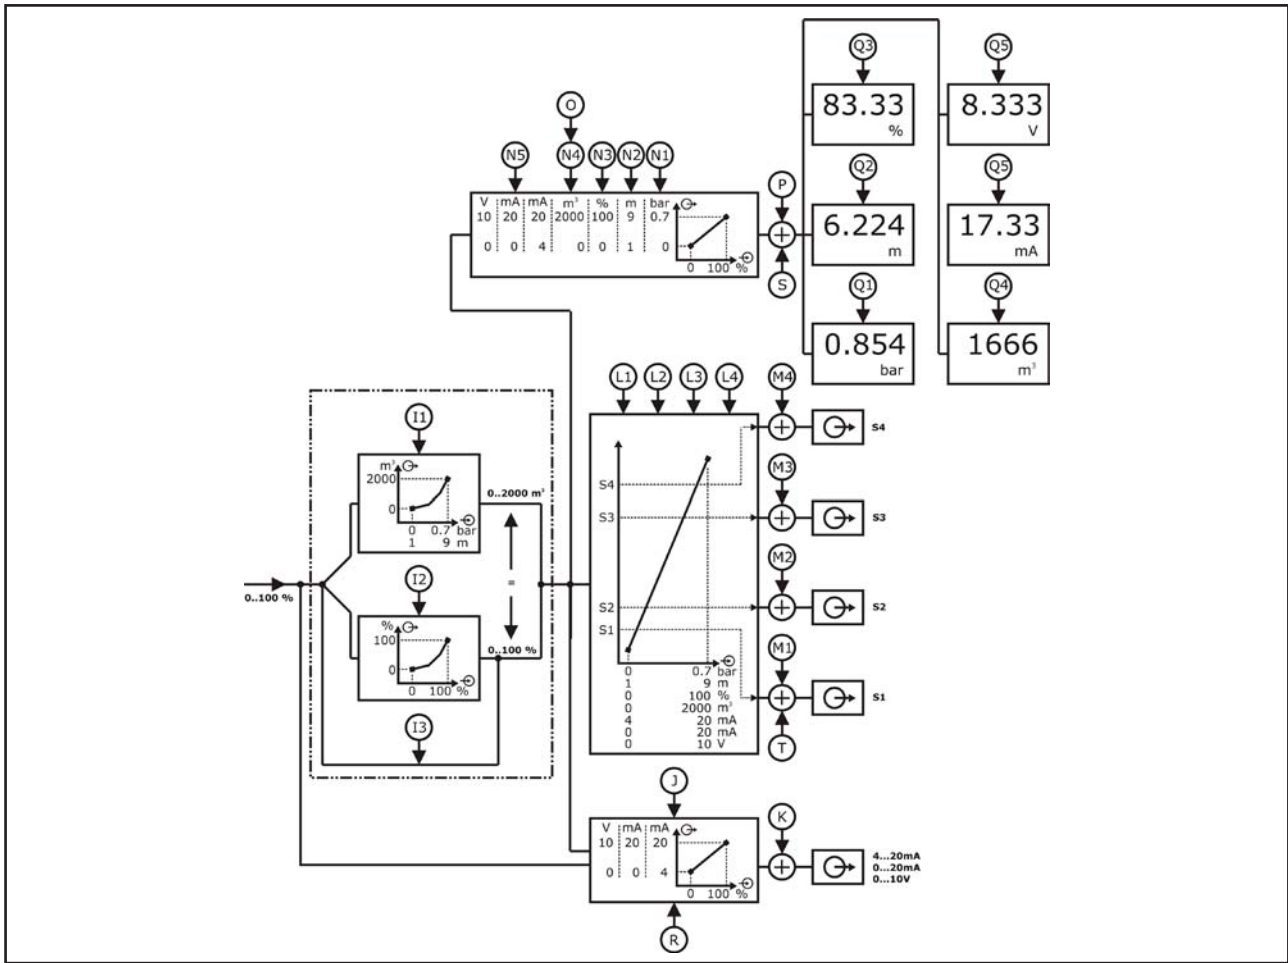 Q3
Q5
83.33
%
8.333
V
O
N5
N4
N3
N2
N1
P
Q2
Q5
V mA mA m³ % m bar
10 20 20 2000 100 9 0.7
0 0 4 0 0 1 0
0 100 %
6.224
m
17.33
mA
S
Q1
Q4
0.854
bar
1666
m³
L1
L2
L3
L4
M4
S4
I1
m³
2000
0
0 0.7 bar
1 9 m
0..2000 m³
S4
M3
S3
S3
I2
0..100 %
=
M2
S2
S2
S1
%
100
0
0 100 %
0..100 %
M1
0 0.7 bar
1 9 m
0 100 %
0 2000 m³
4 20 mA
0 20 mA
0 10 V
S1
I3
T
J
K
V mA mA
10 20 20
0 0 4
0 100 %
4...20mA
0...20mA
0...10V
R